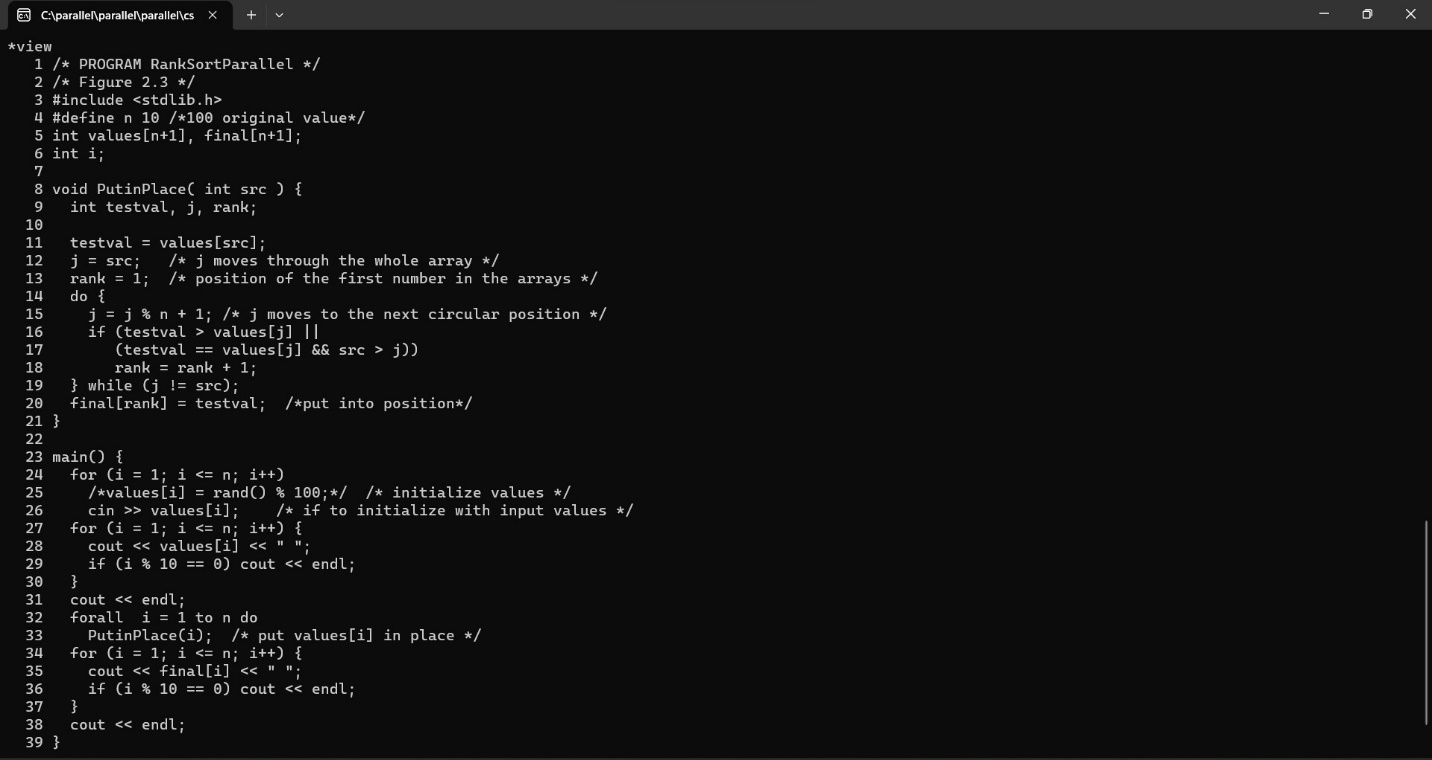 C:\parallel\parallel\parallel\cs
*view
1 /* PROGRAM RankSortParallel */
2 /* Figure 2.3 */
3 #include <stdlib.h>
4 #define n 10 /*100 original value*/
5 int values[n+1], final[n+1];
6 int i;
7
8 void PutinPlace( int src ) {
9   int testval, j, rank;
10
11   testval = values[src];
12   j = src;   /* j moves through the whole array */
13   rank = 1;  /* position of the first number in the arrays */
14   do {
15     j = j % n + 1; /* j moves to the next circular position */
16     if (testval > values[j] ||
17        (testval == values[j] && src > j))
18        rank = rank + 1;
19   } while (j != src);
20   final[rank] = testval;  /*put into position*/
21 }
22
23 main() {
24   for (i = 1; i <= n; i++)
25     /*values[i] = rand() % 100;*/  /* initialize values */
26     cin >> values[i];    /* if to initialize with input values */
27   for (i = 1; i <= n; i++) {
28     cout << values[i] << " ";
29     if (i % 10 == 0) cout << endl;
30   }
31   cout << endl;
32   forall  i = 1 to n do
33     PutinPlace(i);  /* put values[i] in place */
34   for (i = 1; i <= n; i++) {
35     cout << final[i] << " ";
36     if (i % 10 == 0) cout << endl;
37   }
38   cout << endl;
39 }